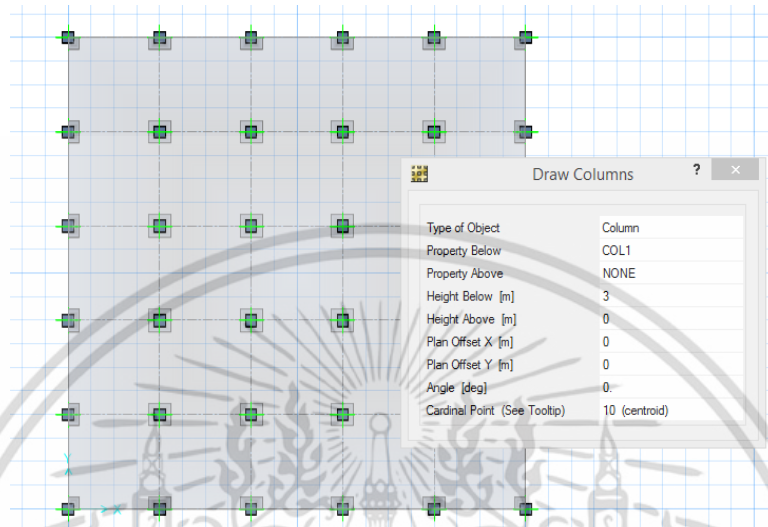 Draw Columns
?
×
Type of Object Column
Property Below COL1
Property Above NONE
Height Below [m] 3
Height Above [m] 0
Plan Offset X [m] 0
Plan Offset Y [m] 0
Angle [deg] 0.
Cardinal Point (See Tooltip) 10 (centroid)
Y
X